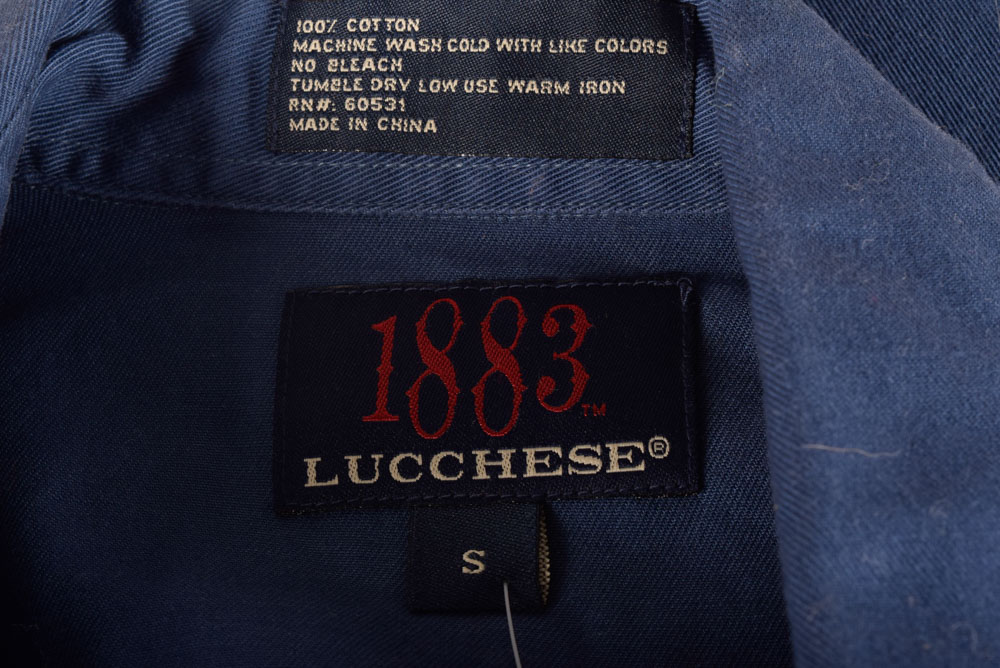 100% COTTON
MACHINE WASH COLD WITH LIKE COLORS
NO BLEACH
TUMBLE DRY LOW USE WARM IRON
RN#: 60531
MADE IN CHINA
1883™
LUCCHESE®
S